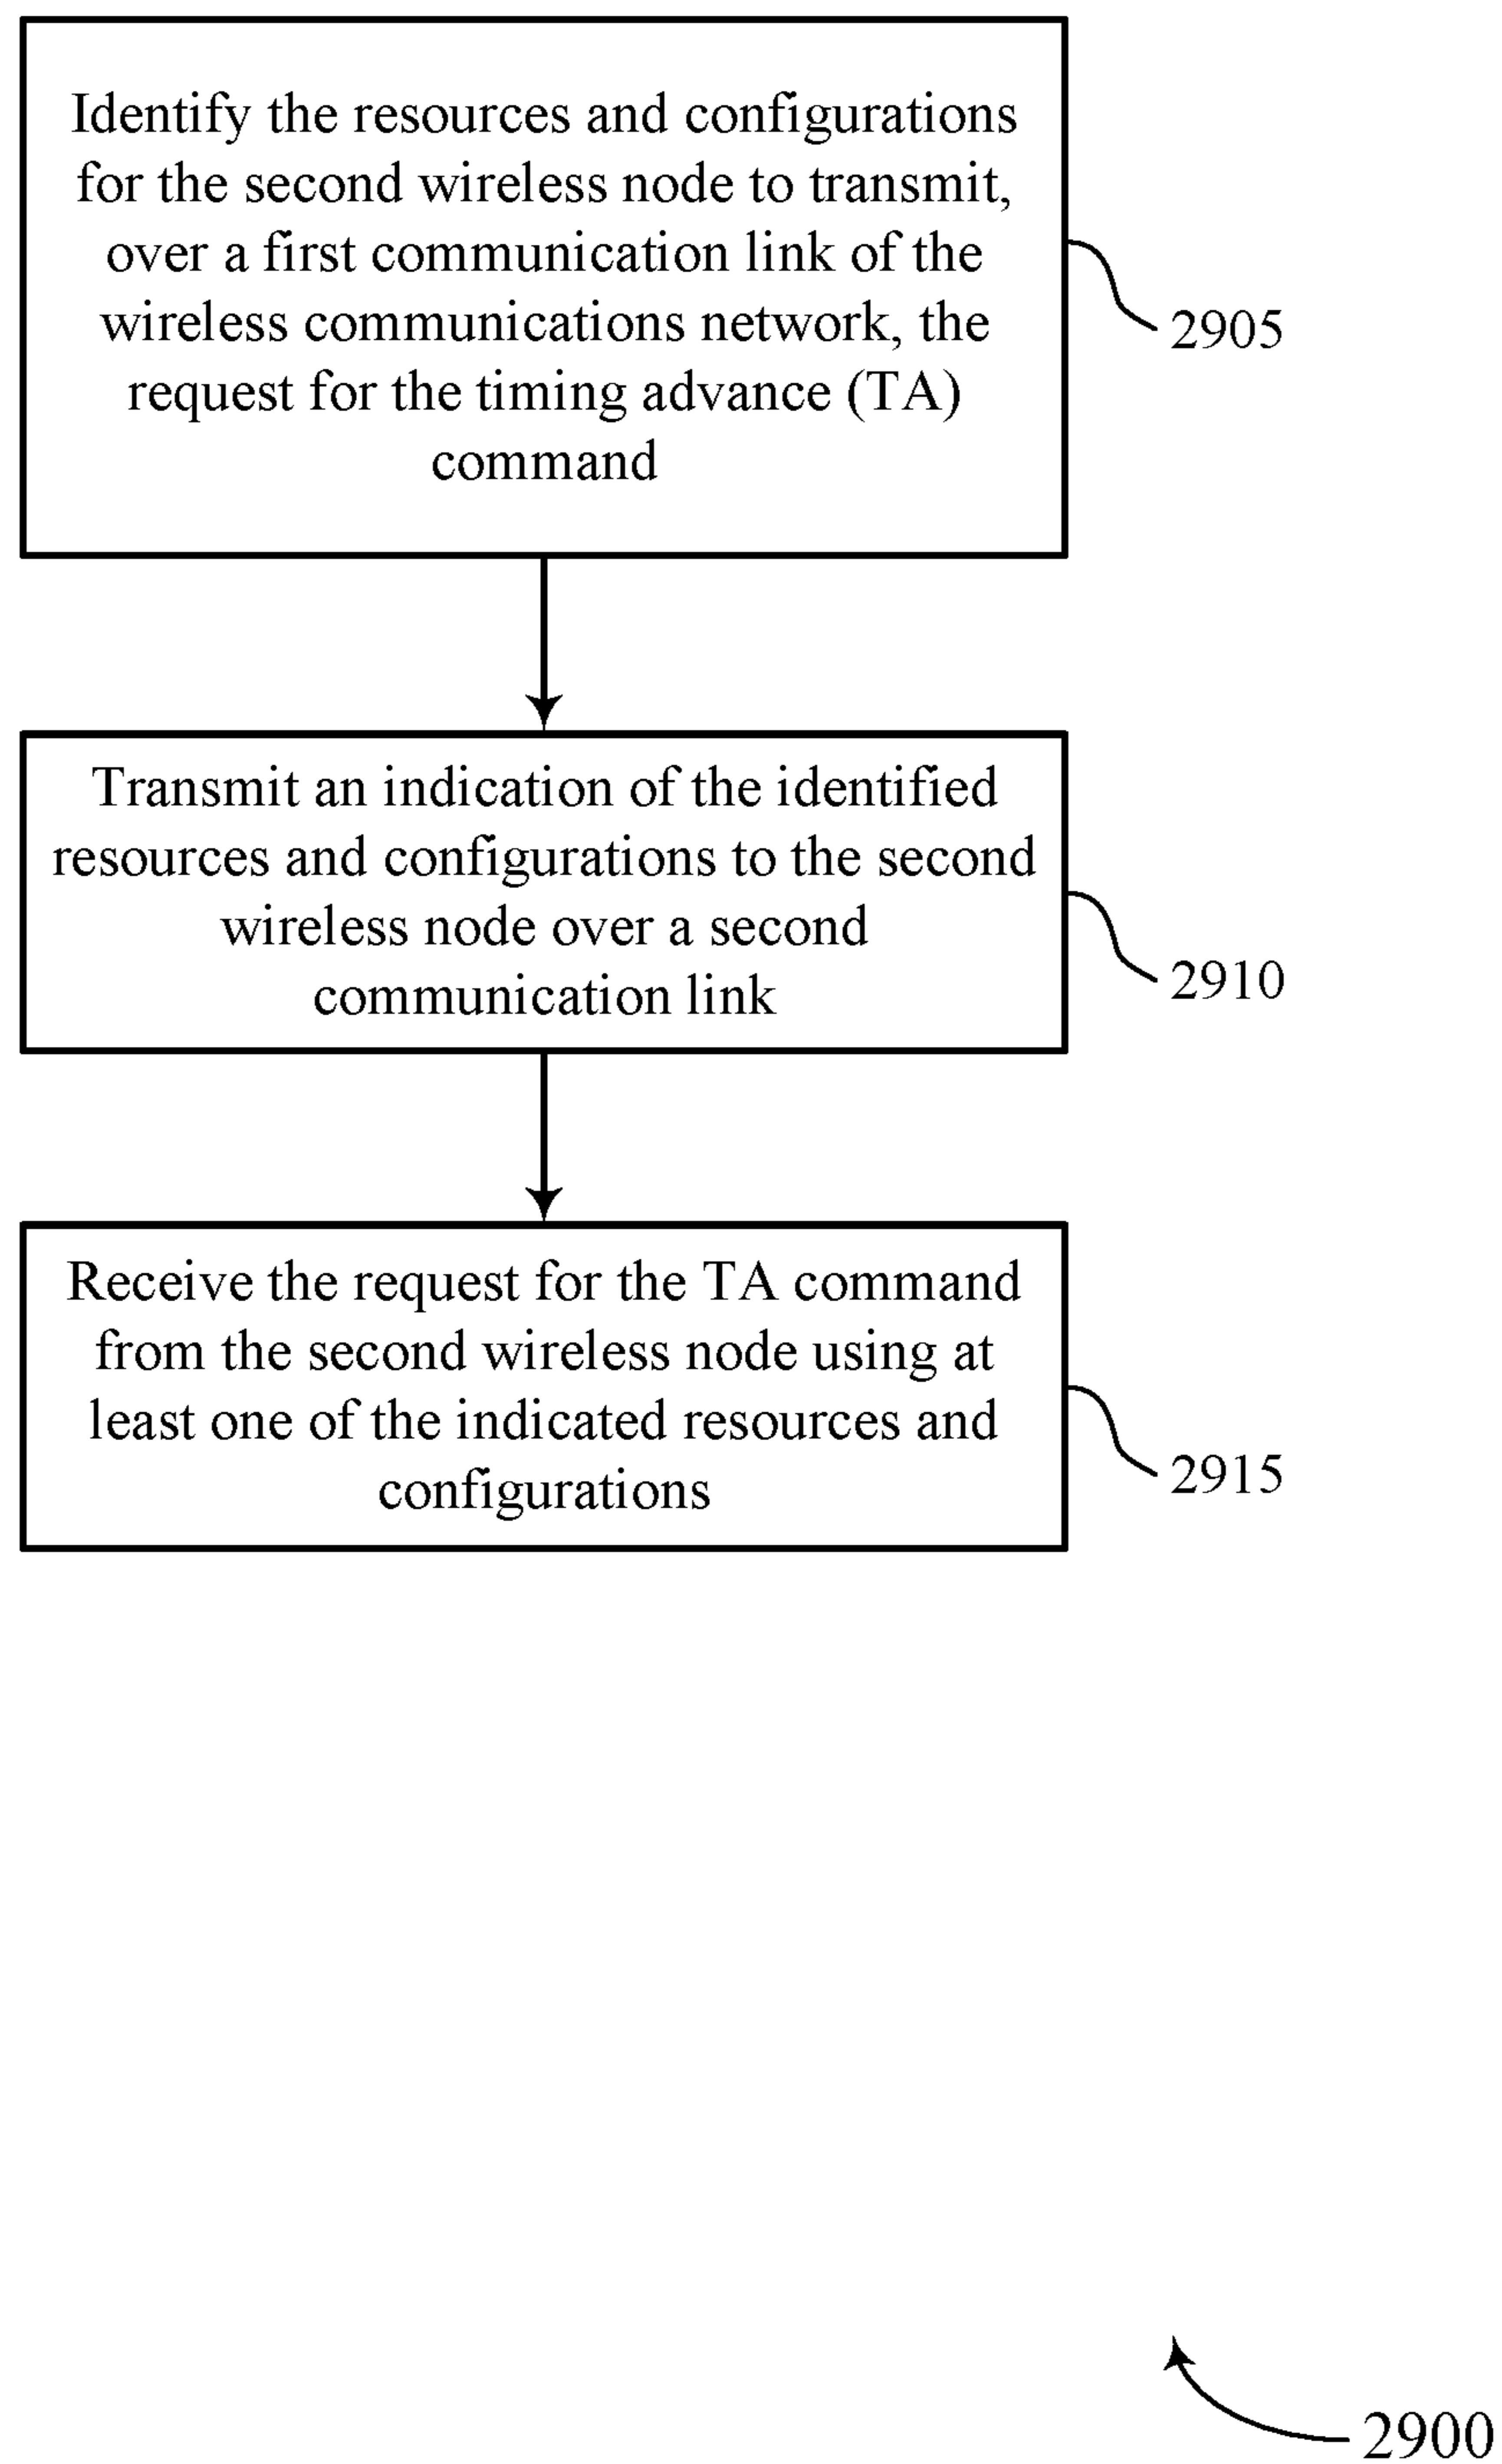 Identify the resources and configurations
for the second wireless node to transmit,
over a first communication link of the
wireless communications network, the
request for the timing advance (TA)
command
2905
Transmit an indication of the identified
resources and configurations to the second
wireless node over a second
communication link
2910
Receive the request for the TA command
from the second wireless node using at
least one of the indicated resources and
configurations
2915
2900